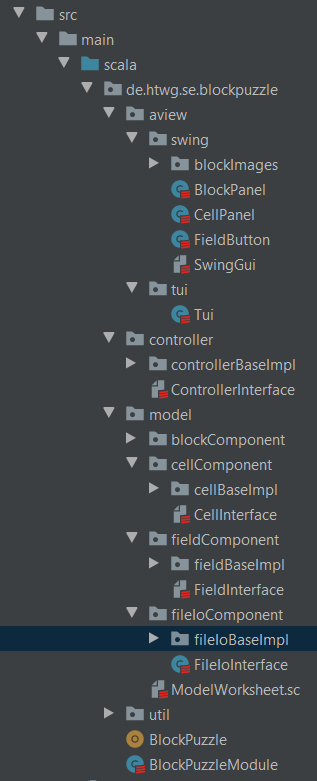 src
main
scala
de.htwg.se.blockpuzzle
aview
swing
blockImages
BlockPanel
CellPanel
FieldButton
SwingGui
tui
Tui
controller
controllerBaseImpl
ControllerInterface
model
blockComponent
cellComponent
cellBaseImpl
CellInterface
fieldComponent
fieldBaseImpl
FieldInterface
fileIoComponent
fileIoBaseImpl
FileIoInterface
ModelWorksheet.sc
util
BlockPuzzle
BlockPuzzleModule